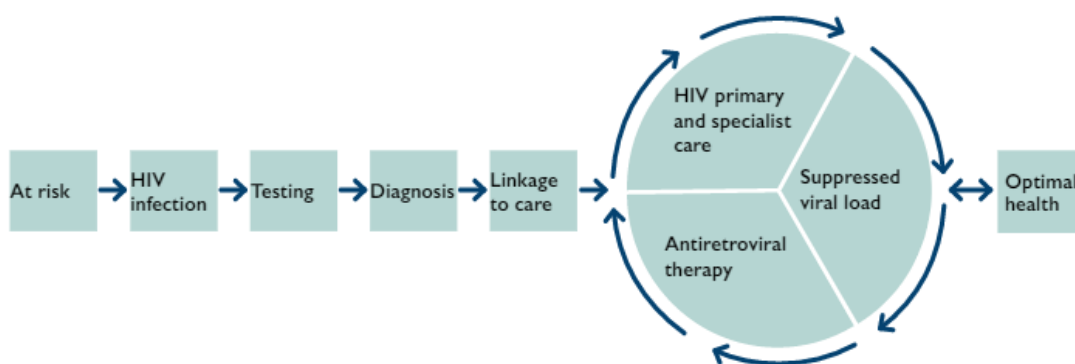 At risk
HIV
infection
Testing
Diagnosis
Linkage
to care
HIV primary
and specialist
care
Suppressed
viral load
Antiretroviral
therapy
Optimal
health